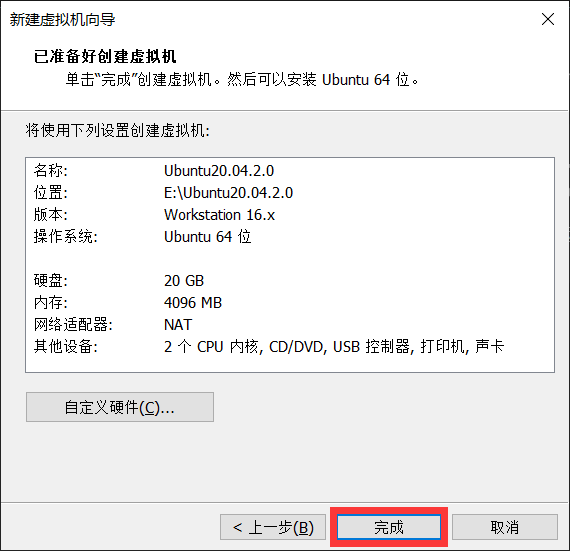 新建虚拟机向导
已准备好创建虚拟机
单击“完成”创建虚拟机。然后可以安装 Ubuntu 64 位。
将使用下列设置创建虚拟机:
名称: Ubuntu20.04.2.0
位置: E:\Ubuntu20.04.2.0
版本: Workstation 16.x
操作系统: Ubuntu 64 位
硬盘: 20 GB
内存: 4096 MB
网络适配器: NAT
其他设备: 2 个 CPU 内核, CD/DVD, USB 控制器, 打印机, 声卡
自定义硬件(C)...
< 上一步(B) 完成 取消